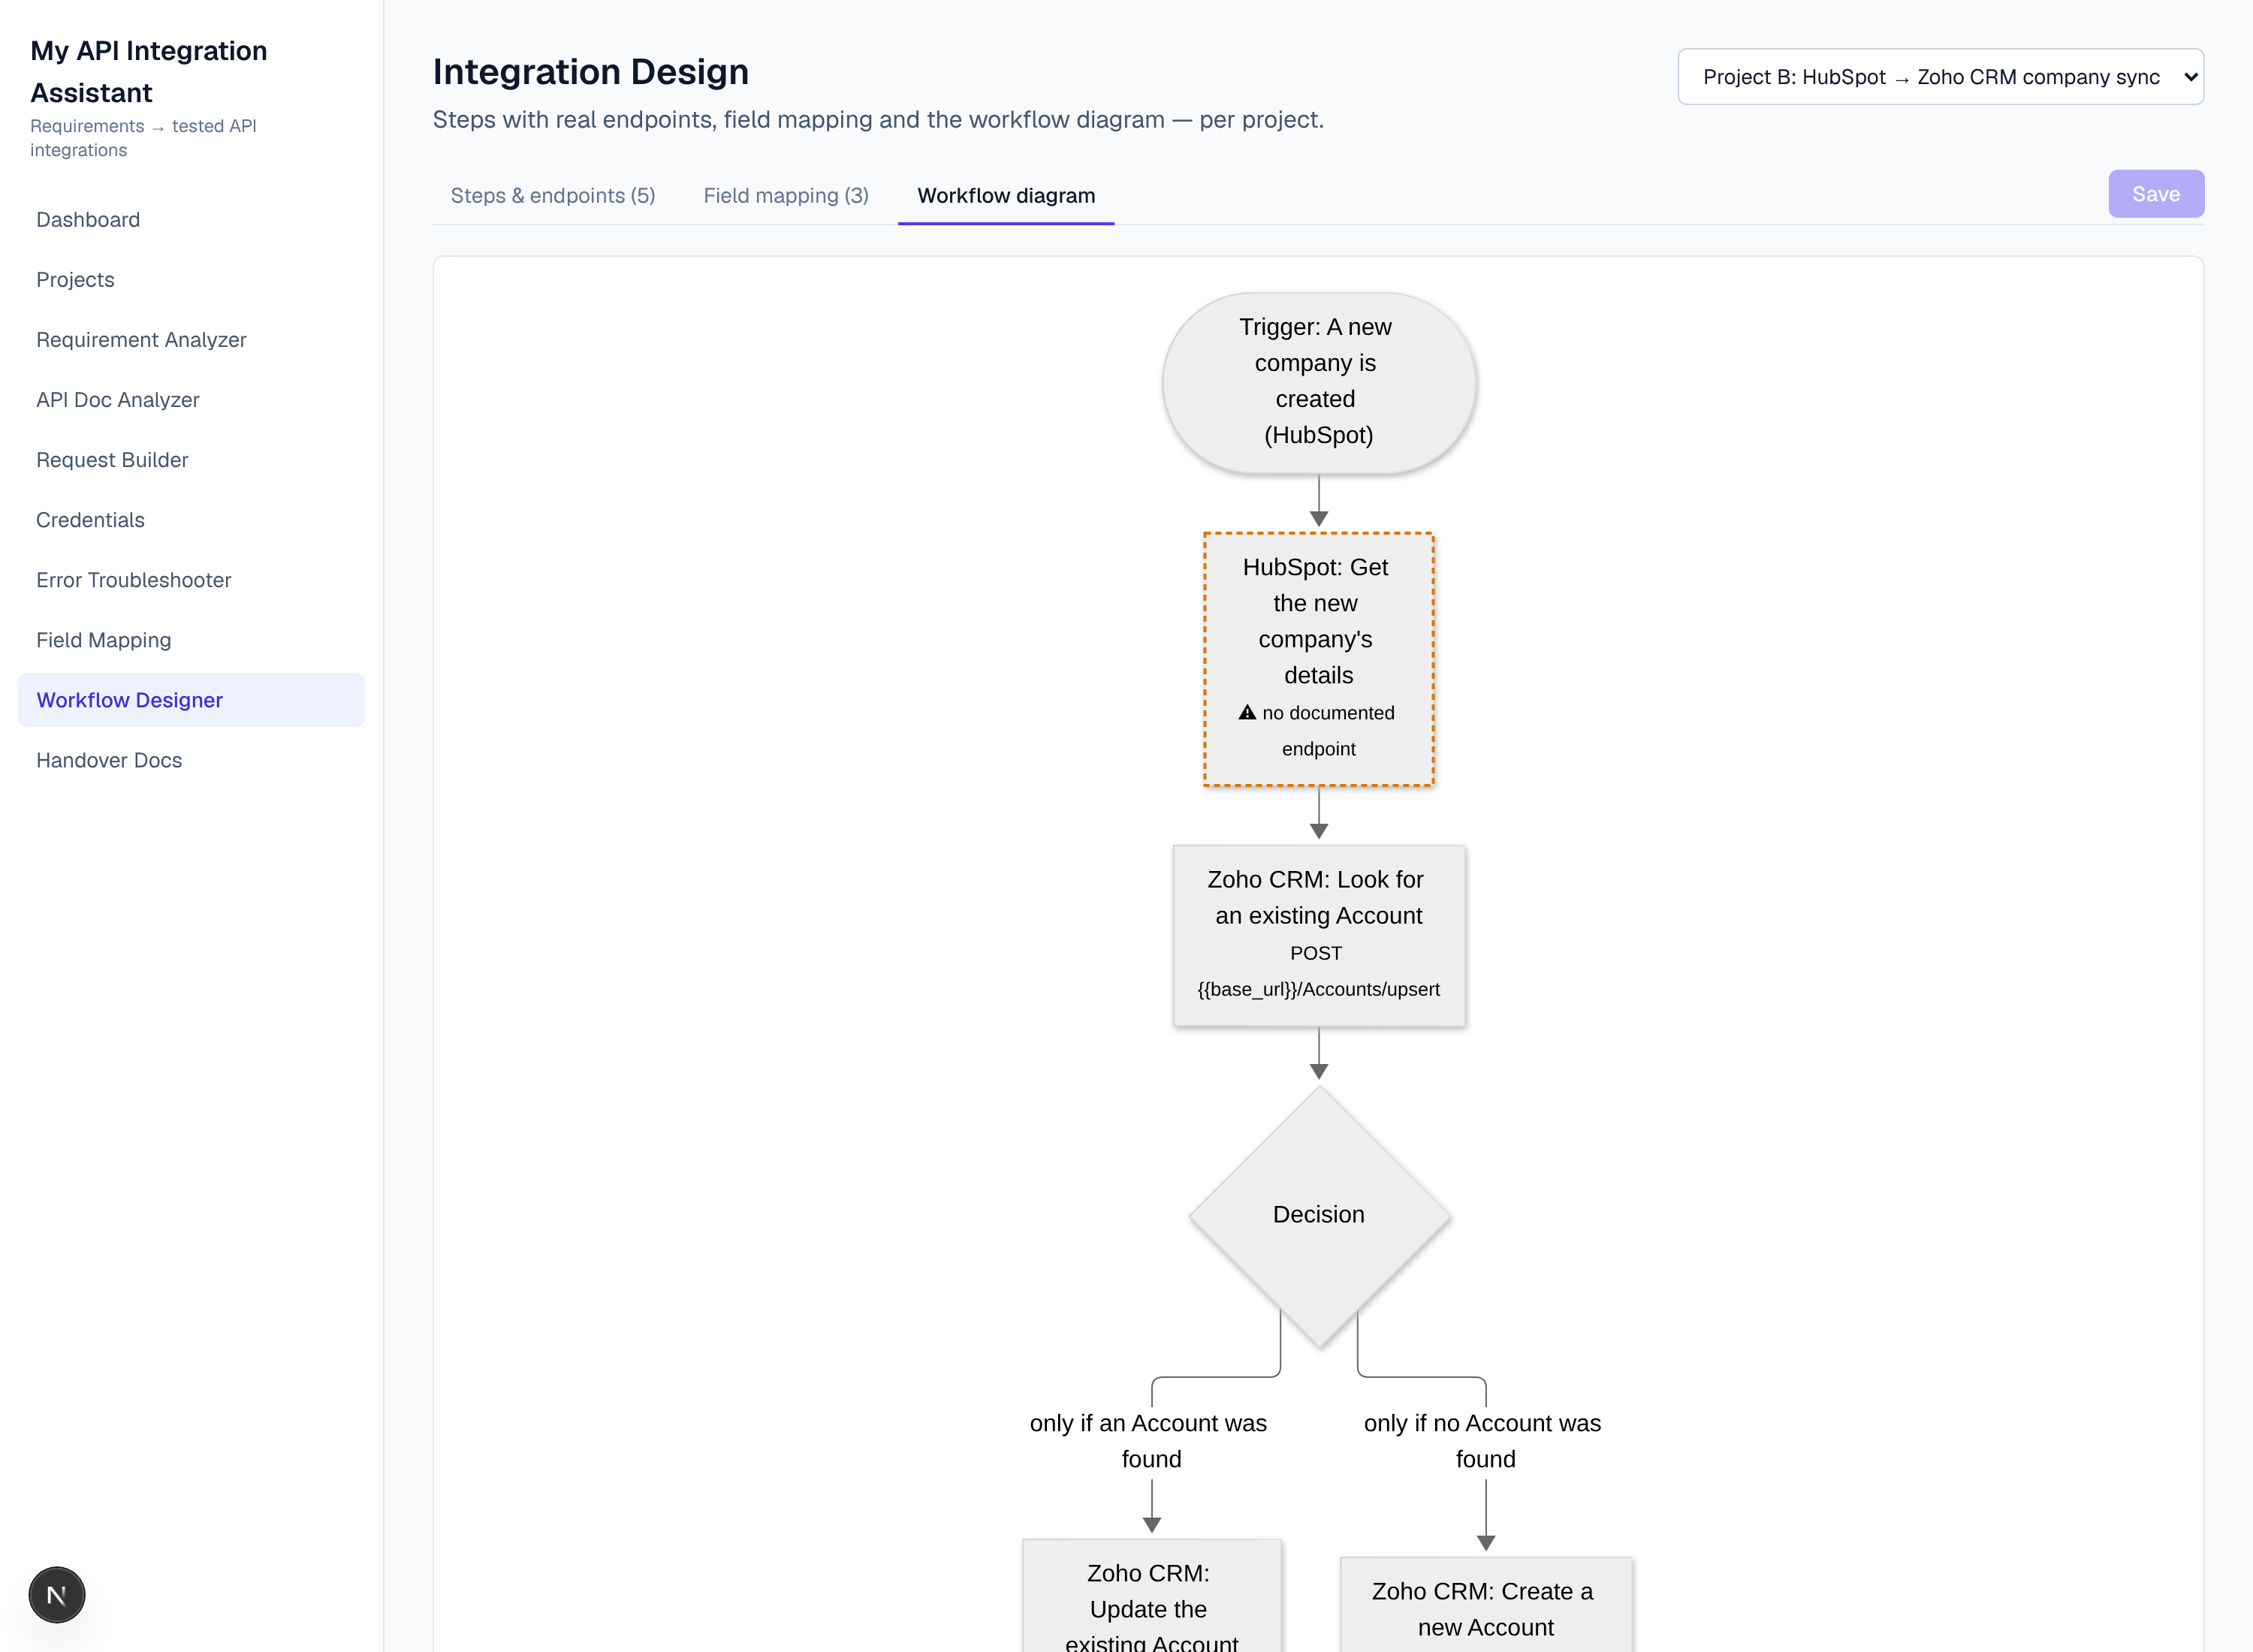 My API Integration
Assistant
Requirements → tested API
integrations
Dashboard
Projects
Requirement Analyzer
API Doc Analyzer
Request Builder
Credentials
Error Troubleshooter
Field Mapping
Workflow Designer
Handover Docs
N
Integration Design
Steps with real endpoints, field mapping and the workflow diagram — per project.
Project B: HubSpot → Zoho CRM company sync
Steps & endpoints (5)
Field mapping (3)
Workflow diagram
Save
Trigger: A new
company is
created
(HubSpot)
HubSpot: Get
the new
company's
details
⚠ no documented
endpoint
Zoho CRM: Look for
an existing Account
POST
{{base_url}}/Accounts/upsert
Decision
only if an Account was
found
only if no Account was
found
Zoho CRM:
Update the
existing Account
Zoho CRM: Create a
new Account